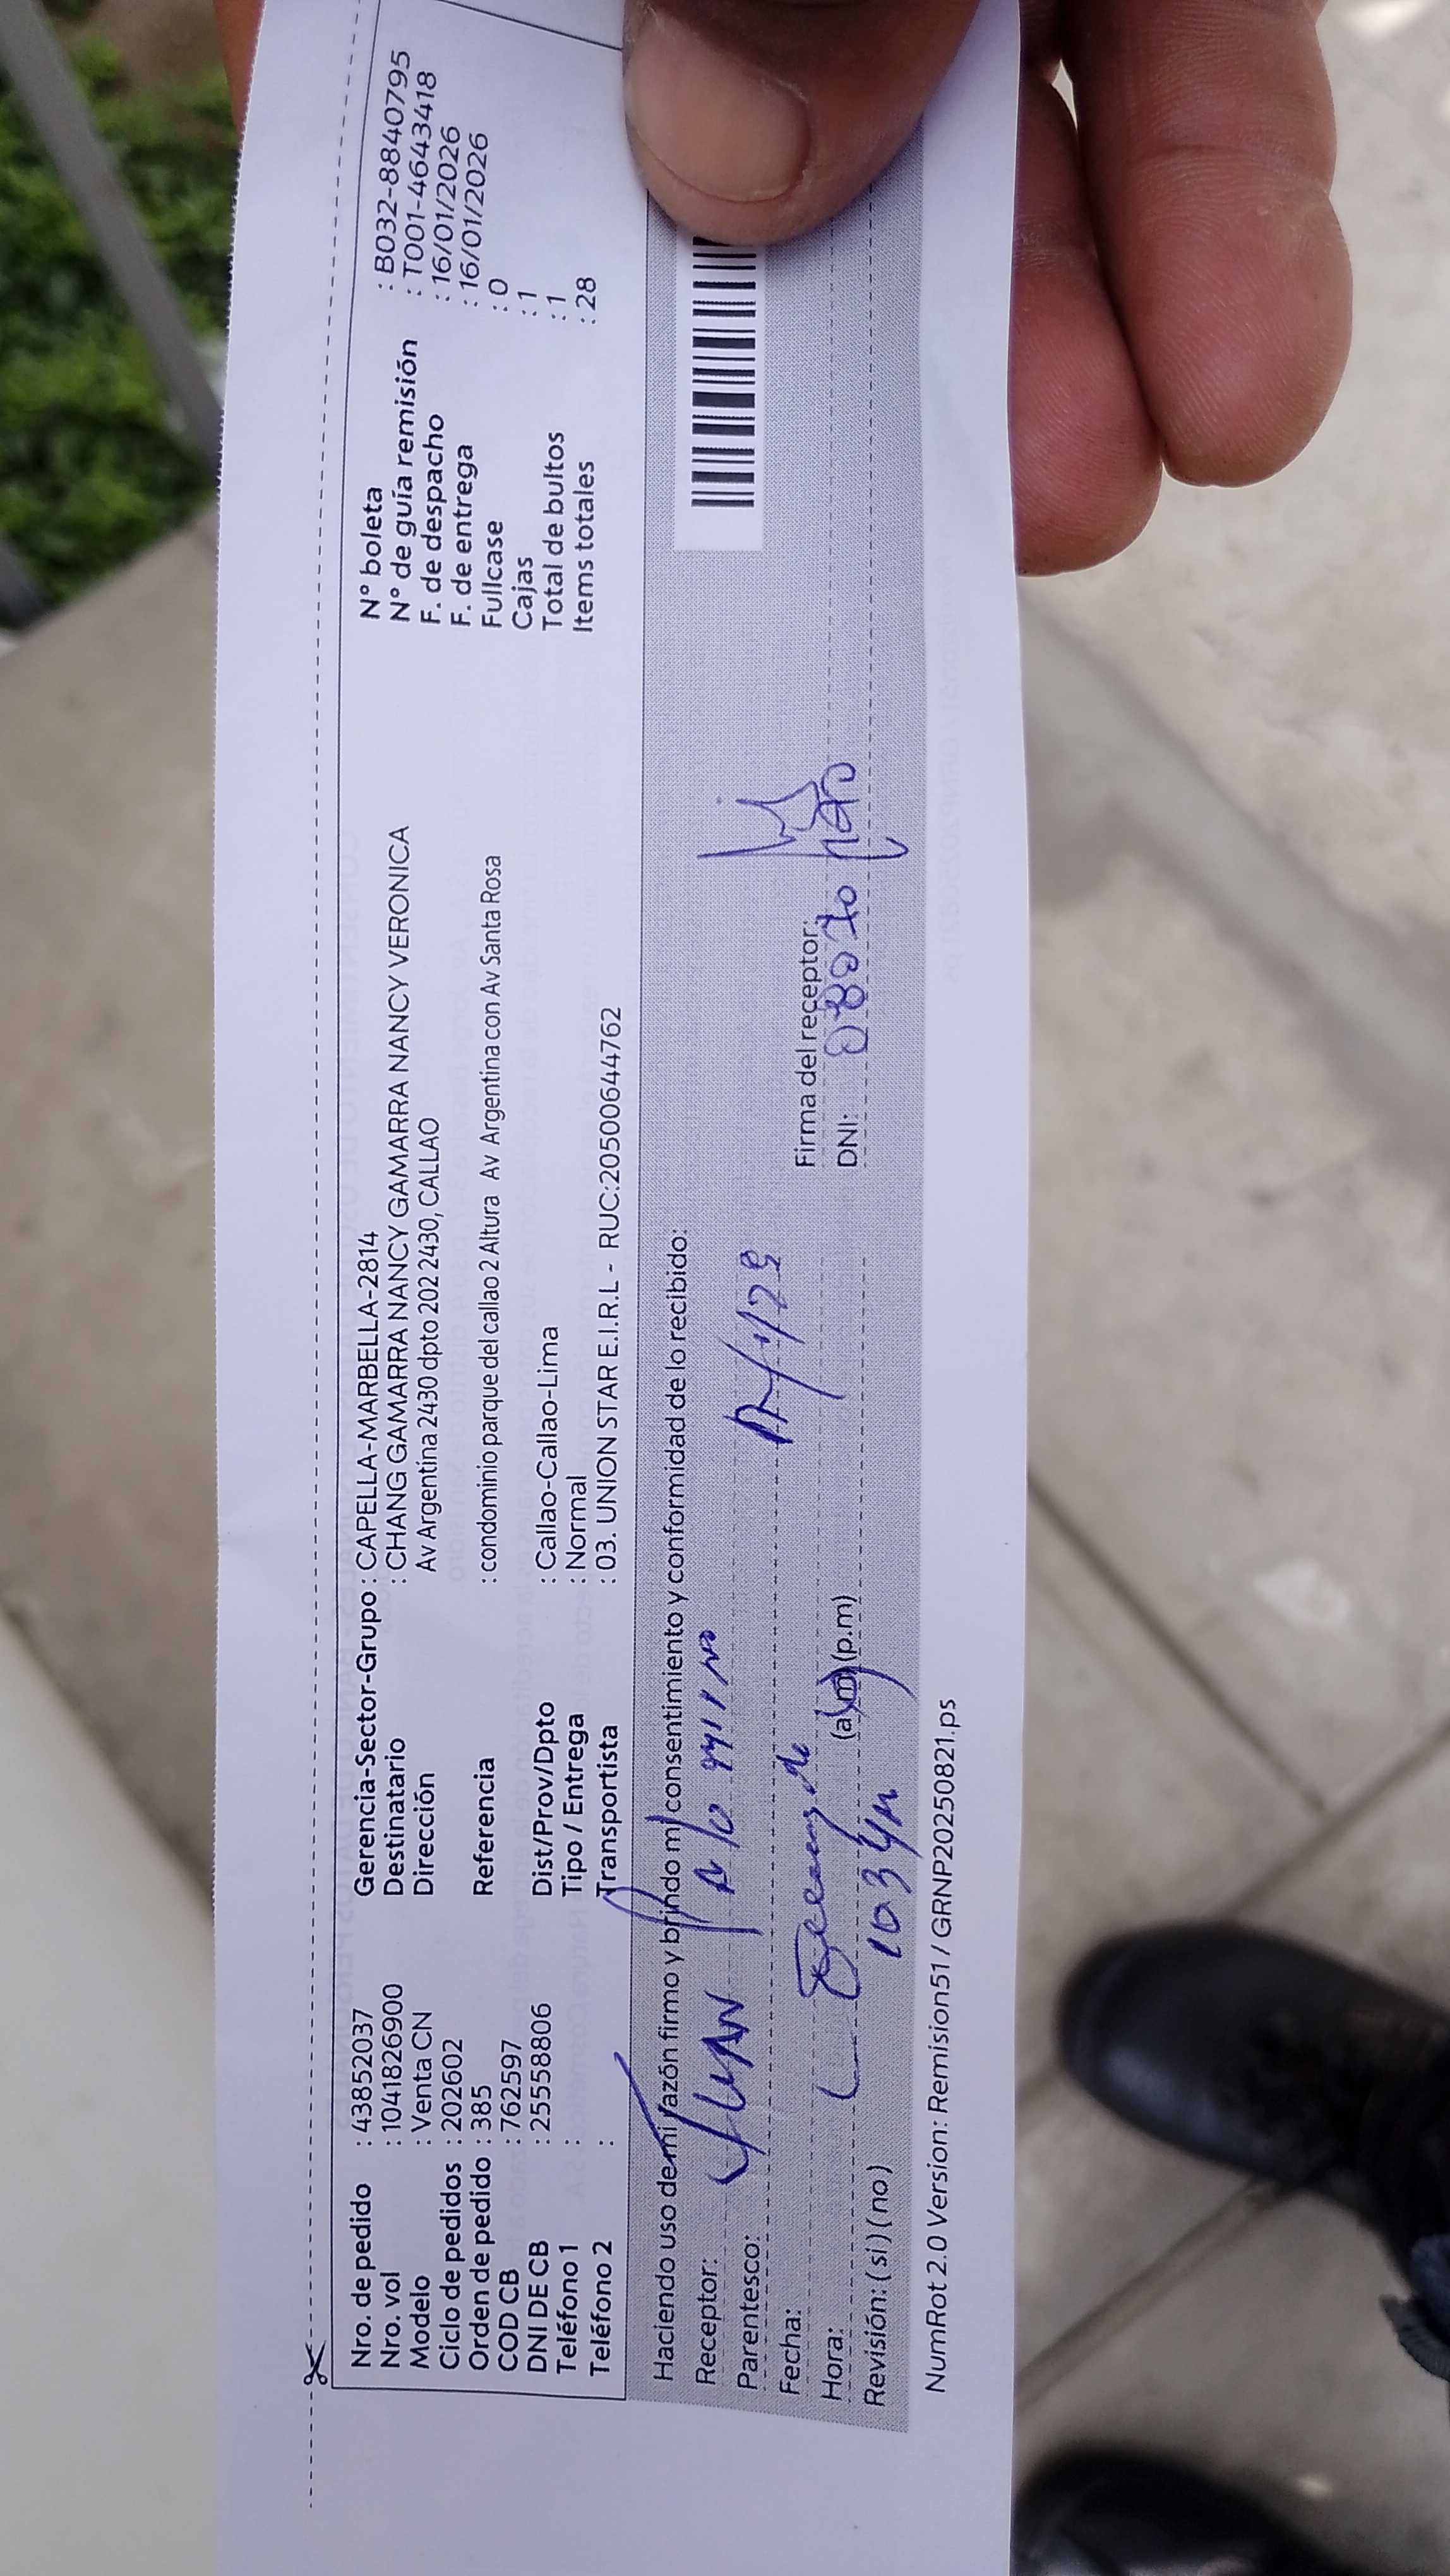 Nro. de pedido : 43852037
Nro. vol : 1041826900
Modelo : Venta CN
Ciclo de pedidos : 202602
Orden de pedido : 385
COD CB : 762597
DNI DE CB : 25558806
Teléfono 1 :
Teléfono 2 :
Gerencia-Sector-Grupo : CAPELLA-MARBELLA-2814
Destinatario : CHANG GAMARRA NANCY GAMARRA NANCY VERONICA
Dirección Av Argentina 2430 dpto 202 2430, CALLAO
Referencia : condominio parque del callao 2 Altura Av Argentina con Av Santa Rosa
Dist/Prov/Dpto : Callao-Callao-Lima
Tipo / Entrega : Normal
Transportista : 03. UNION STAR E.I.R.L - RUC:20500644762
N° boleta : B032-8840795
N° de guía remisión : T001-4643418
F. de despacho : 16/01/2026
F. de entrega : 16/01/2026
Fullcase : 0
Cajas : 1
Total de bultos : 1
Items totales : 28
Haciendo uso de mi razón firmo y brindo mi consentimiento y conformidad de lo recibido:
Receptor: JUAN
Parentesco:
Fecha:
Hora: 10.34 (a.m) (p.m)
Revisión: (si) (no)
Firma del receptor:
DNI:
NumRot 2.0 Version: Remision51 / GRNP20250821.ps